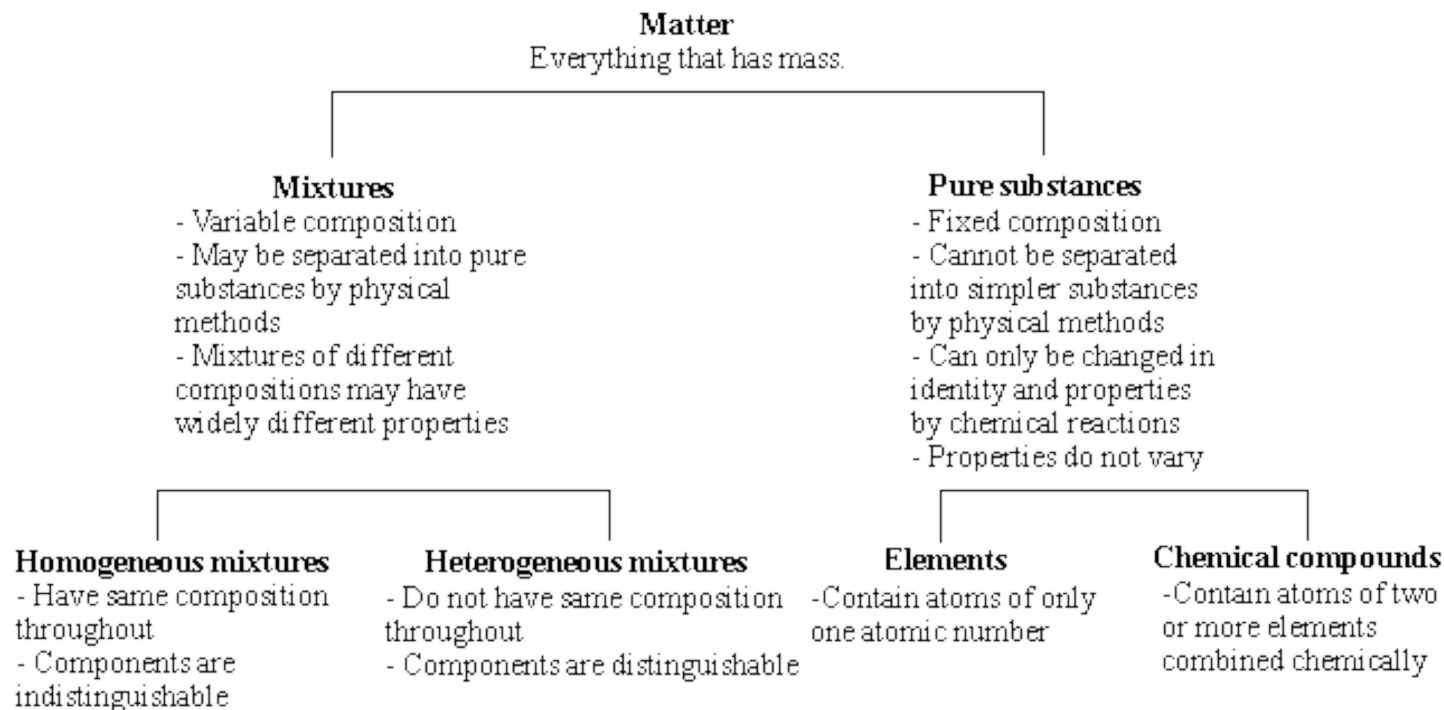 Matter
Everything that has mass.
Mixtures
- Variable composition
- May be separated into pure
substances by physical
methods
- Mixtures of different
compositions may have
widely different properties
Pure substances
- Fixed composition
- Cannot be separated
into simpler substances
by physical methods
- Can only be changed in
identity and properties
by chemical reactions
- Properties do not vary
Homogeneous mixtures
- Have same composition
throughout
- Components are
indistinguishable
Heterogeneous mixtures
- Do not have same composition
throughout
- Components are distinguishable
Elements
-Contain atoms of only
one atomic number
Chemical compounds
-Contain atoms of two
or more elements
combined chemically